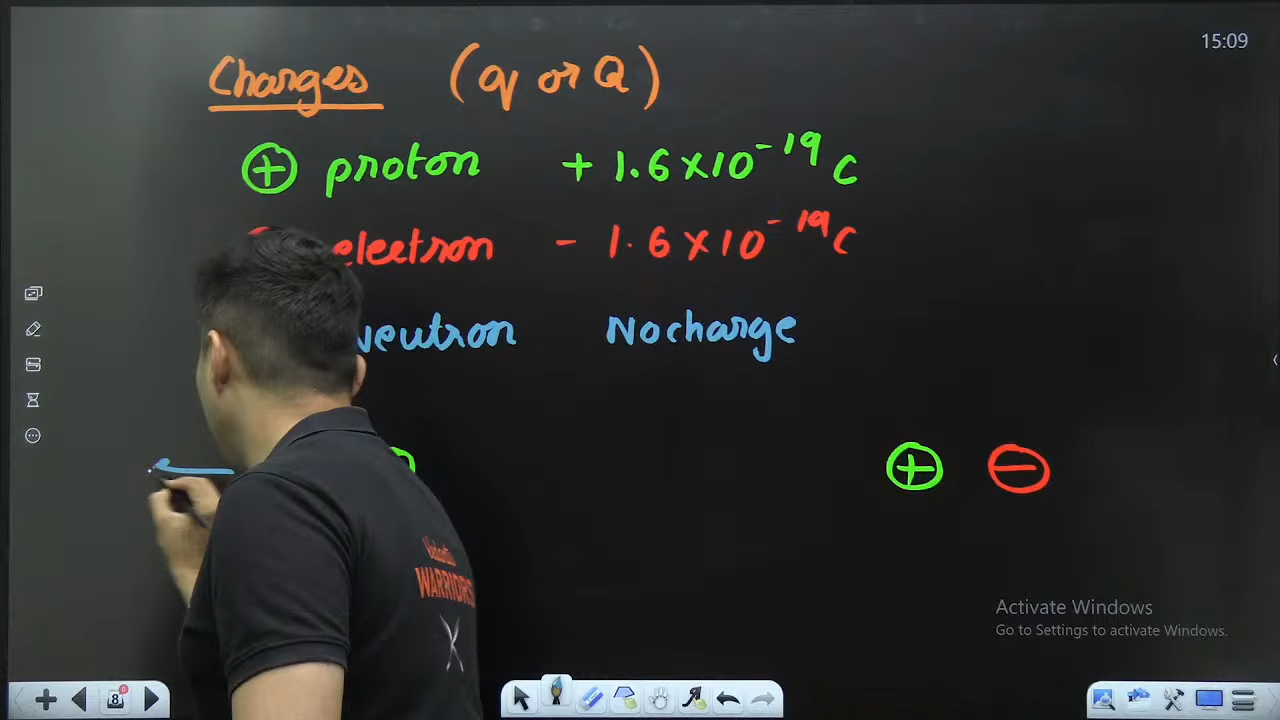 15:09
Charges (q or Q)
+ proton + 1.6×10⁻¹⁹ C
electron - 1.6×10⁻¹⁹ C
Neutron No charge
+ −
WARRIORS
Activate Windows
Go to Settings to activate Windows.
8